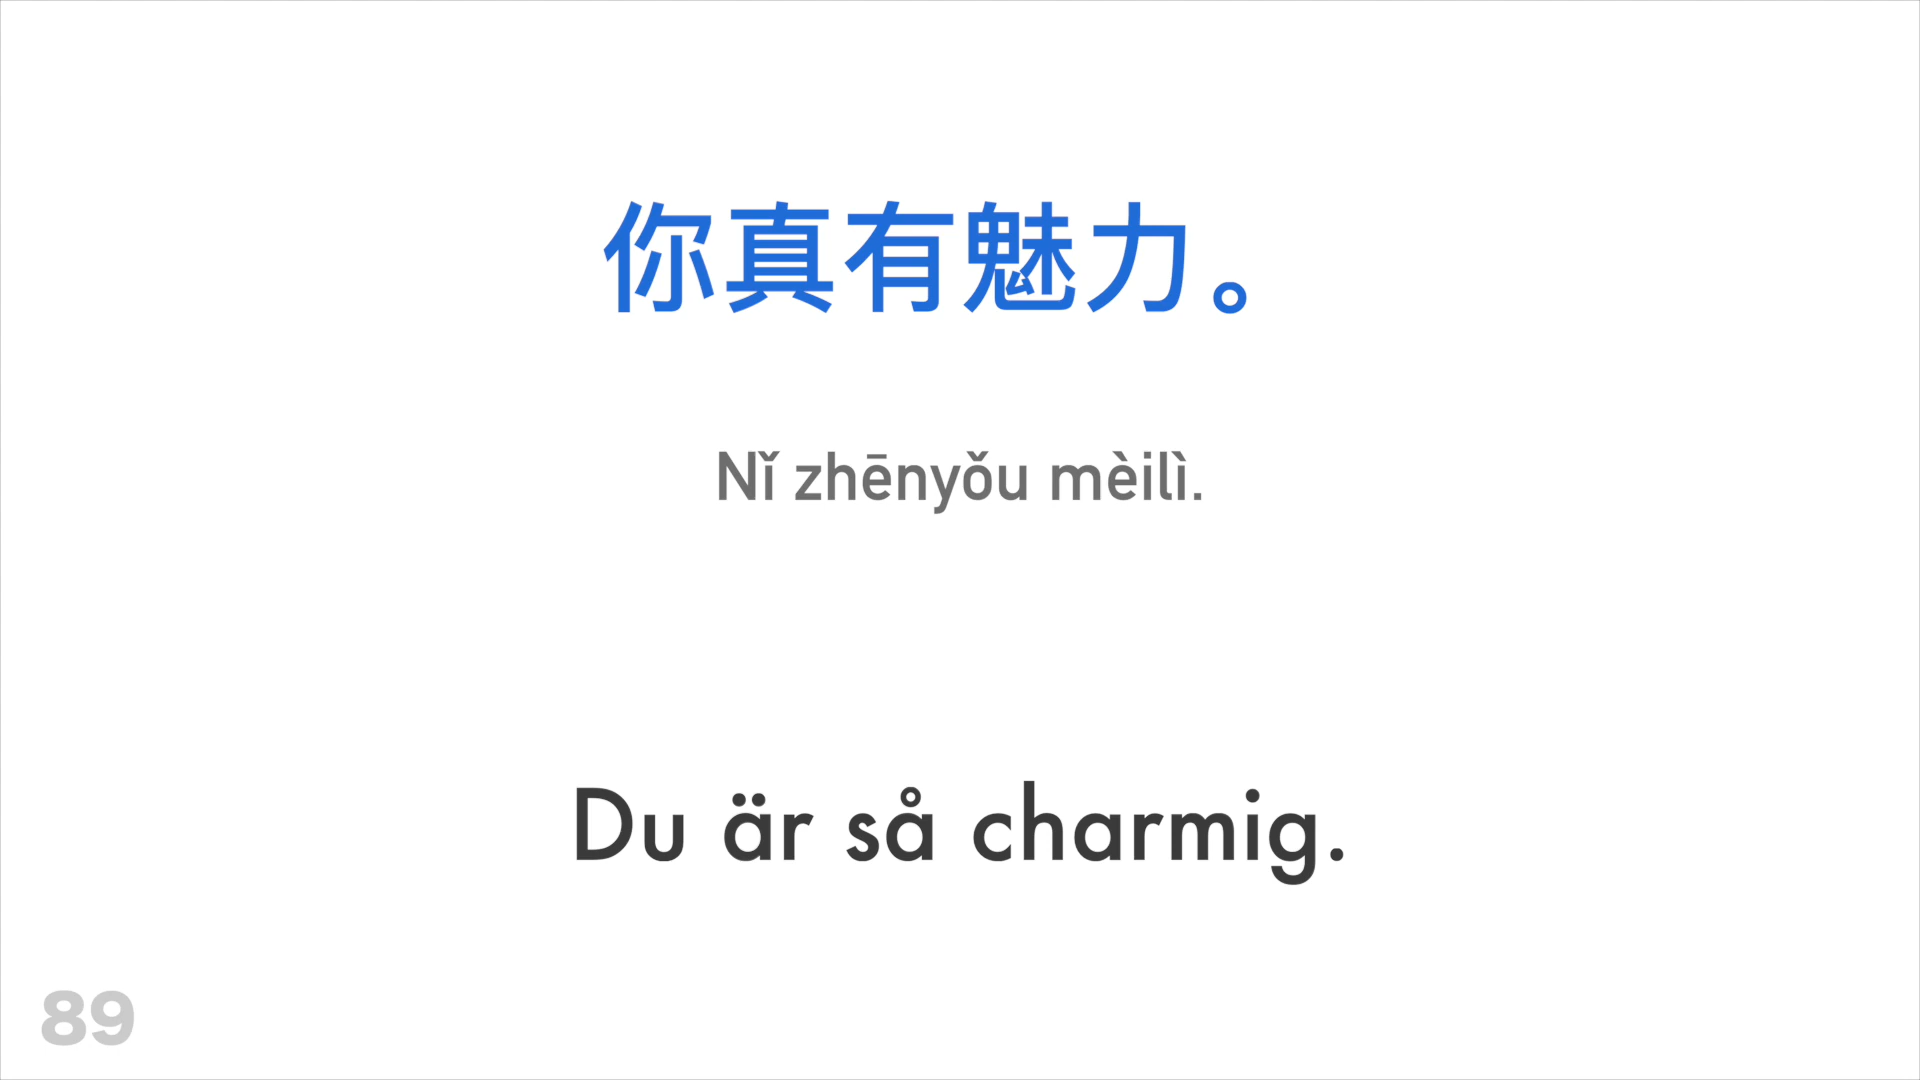 你真有魅力。
Nǐ zhēnyǒu mèilì.
Du är så charmig.
89